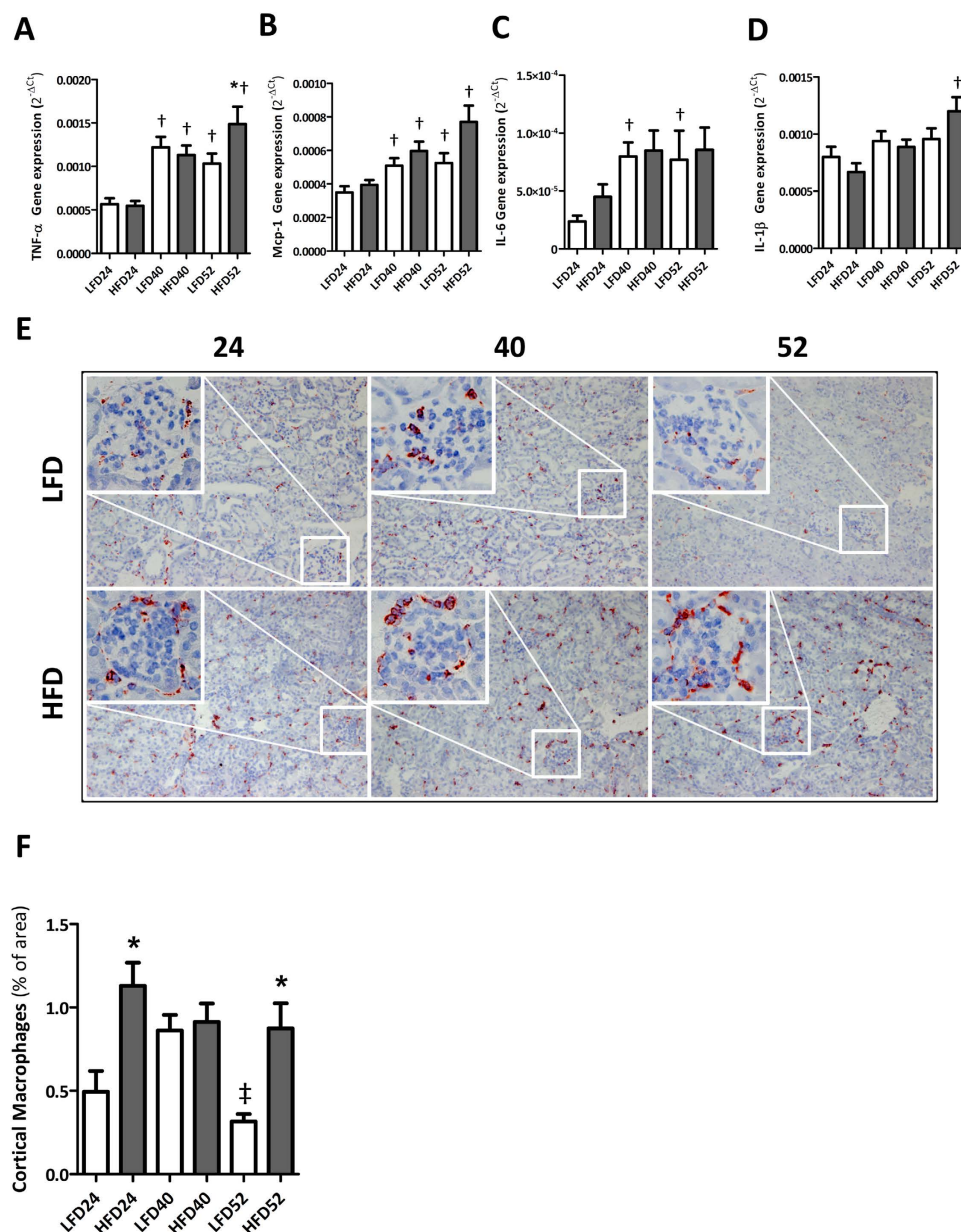 A
TNF-α Gene expression (2^-ΔCt)
0.0020
0.0015
0.0010
0.0005
0.0000
†
†
†
*†
LFD24
HFD24
LFD40
HFD40
LFD52
HFD52
B
Mcp-1 Gene expression (2^-ΔCt)
0.0010
0.0008
0.0006
0.0004
0.0002
0.0000
†
†
†
†
LFD24
HFD24
LFD40
HFD40
LFD52
HFD52
C
IL-6 Gene expression (2^-ΔCt)
1.5×10^-4
1.0×10^-4
5.0×10^-5
0
†
†
LFD24
HFD24
LFD40
HFD40
LFD52
HFD52
D
IL-1β Gene expression (2^-ΔCt)
0.0015
0.0010
0.0005
0.0000
†
LFD24
HFD24
LFD40
HFD40
LFD52
HFD52
E
24 40 52
LFD
HFD
F
Cortical Macrophages (% of area)
1.5
1.0
0.5
0.0
*
‡
*
LFD24
HFD24
LFD40
HFD40
LFD52
HFD52